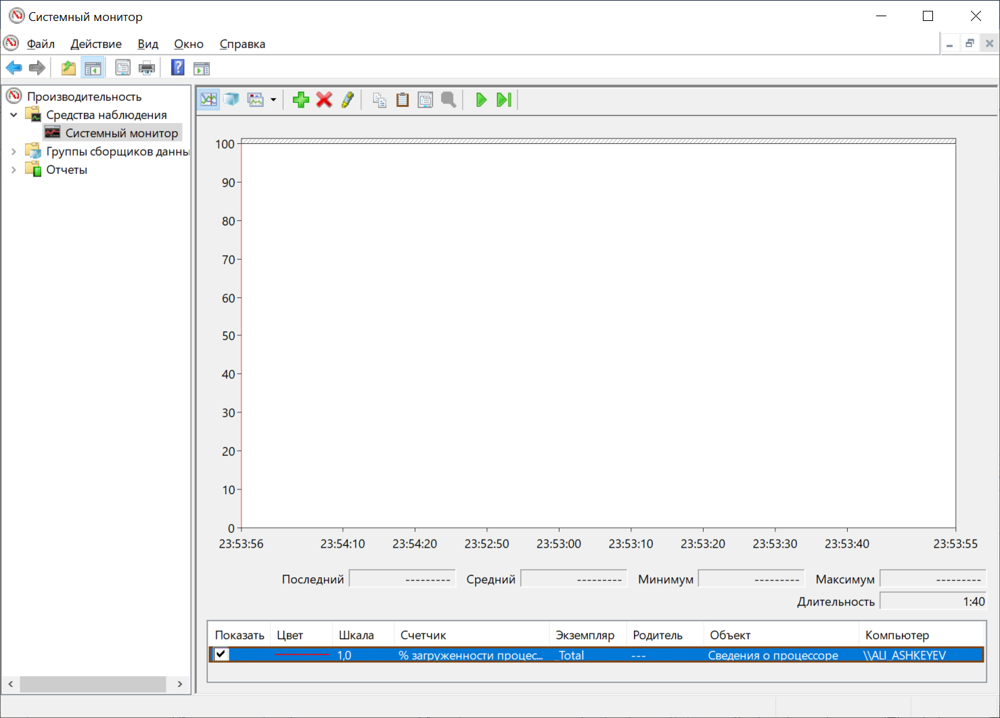 Системный монитор
Файл Действие Вид Окно Справка
Производительность
Средства наблюдения
Системный монитор
Группы сборщиков данны
Отчеты
100
90
80
70
60
50
40
30
20
10
0
23:53:56 23:54:10 23:54:20 23:52:50 23:53:00 23:53:10 23:53:20 23:53:30 23:53:40 23:53:55
Последний --------- Средний --------- Минимум --------- Максимум ---------
Длительность 1:40
Показать Цвет Шкала Счетчик Экземпляр Родитель Объект Компьютер
1,0 % загруженности процес... _Total --- Сведения о процессоре \\ALI_ASHKEYEV